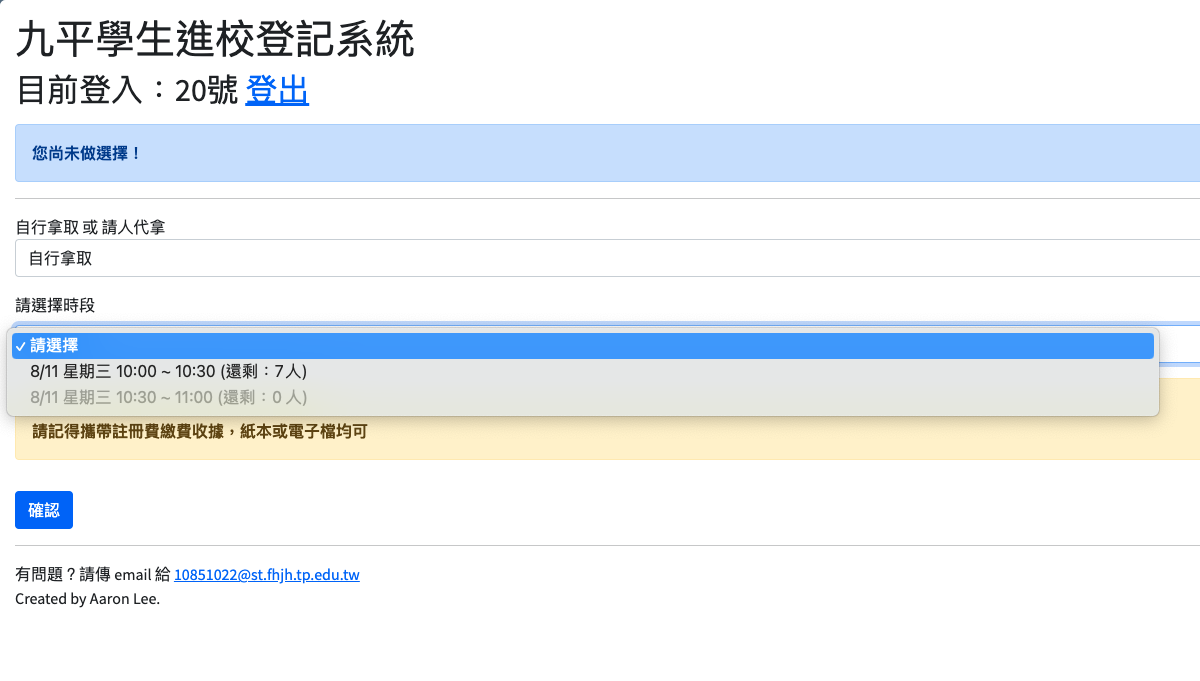 九平學生進校登記系統
目前登入：20號 登出
您尚未做選擇！
自行拿取 或 請人代拿
自行拿取
請選擇時段
✓ 請選擇
8/11 星期三 10:00 ~ 10:30 (還剩：7 人)
8/11 星期三 10:30 ~ 11:00 (還剩：0 人)
請記得攜帶註冊費繳費收據，紙本或電子檔均可
確認
有問題？請傳 email 給 10851022@st.fhjh.tp.edu.tw
Created by Aaron Lee.